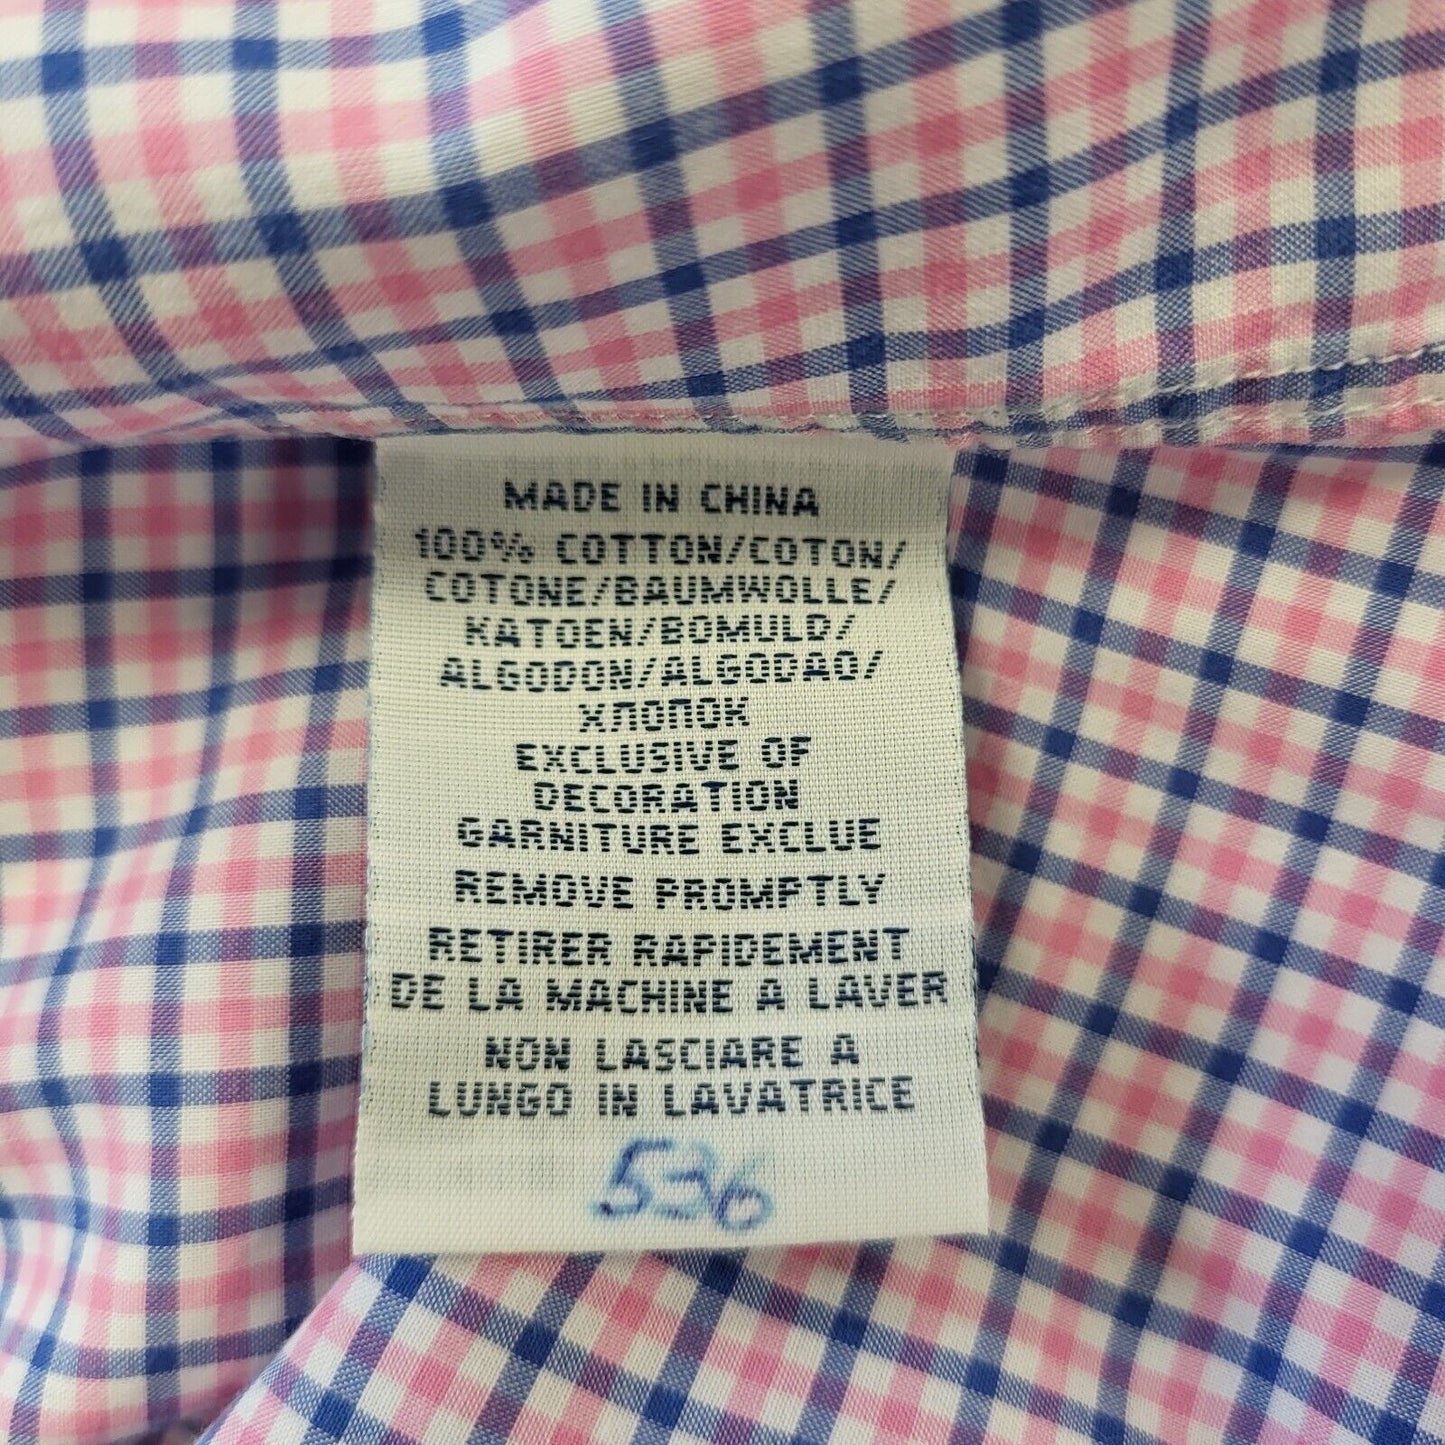 MADE IN CHINA
100% COTTON/COTON/
COTONE/BAUMWOLLE/
KATOEN/BOMULD/
ALGODON/ALGODAO/
ХЛОПОК
EXCLUSIVE OF
DECORATION
GARNITURE EXCLUE
REMOVE PROMPTLY
RETIRER RAPIDEMENT
DE LA MACHINE A LAVER
NON LASCIARE A
LUNGO IN LAVATRICE
536